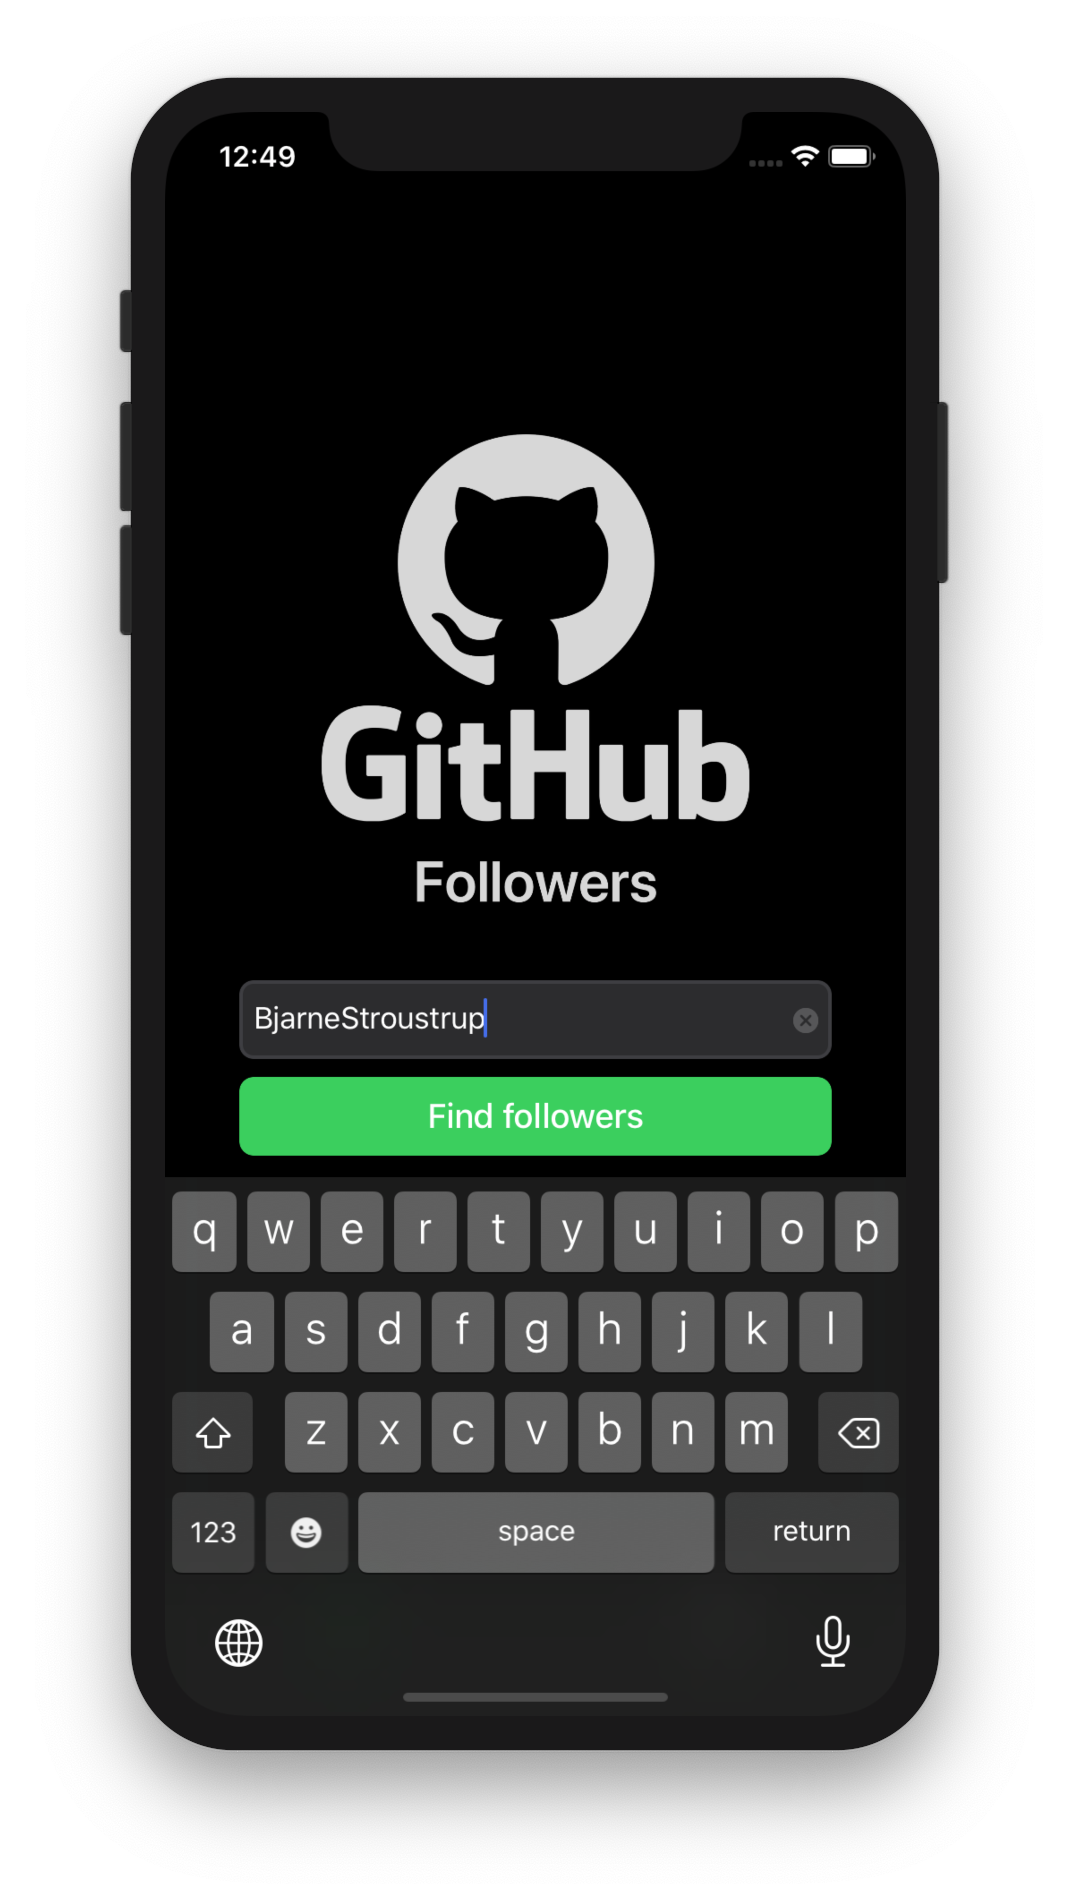 12:49
GitHub
Followers
BjarneStroustrup
Find followers
q w e r t y u i o p
a s d f g h j k l
z x c v b n m
123 space return